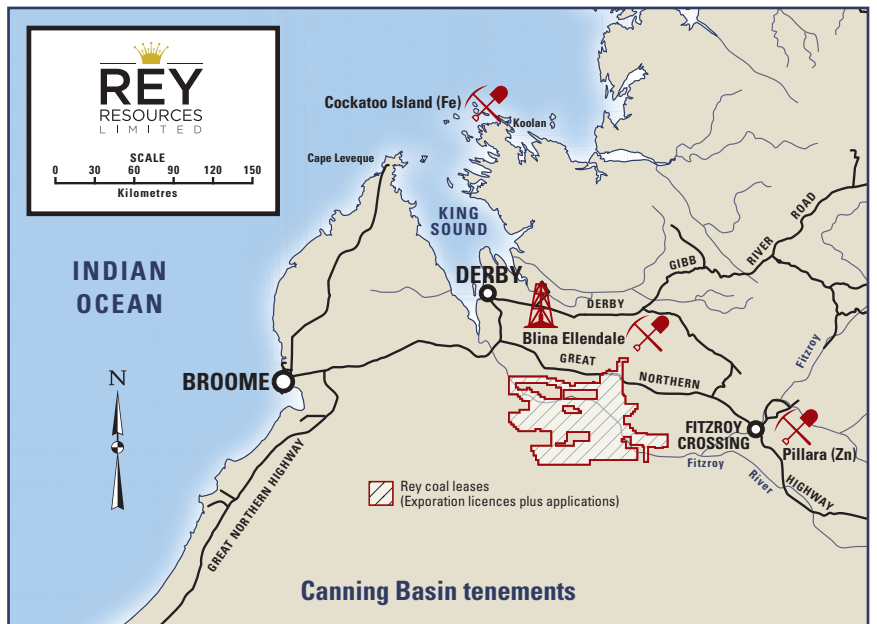 REY
RESOURCES
LIMITED
SCALE
0 30 60 90 120 150
Kilometres
Cockatoo Island (Fe)
Koolan
Cape Leveque
KING
SOUND
INDIAN
OCEAN
DERBY
GIBB RIVER ROAD
DERBY
Blina Ellendale
GREAT NORTHERN HIGHWAY
Fitzroy
N
BROOME
FITZROY
CROSSING
Pillara (Zn)
Fitzroy River
GREAT NORTHERN HIGHWAY
Rey coal leases
(Exporation licences plus applications)
Canning Basin tenements